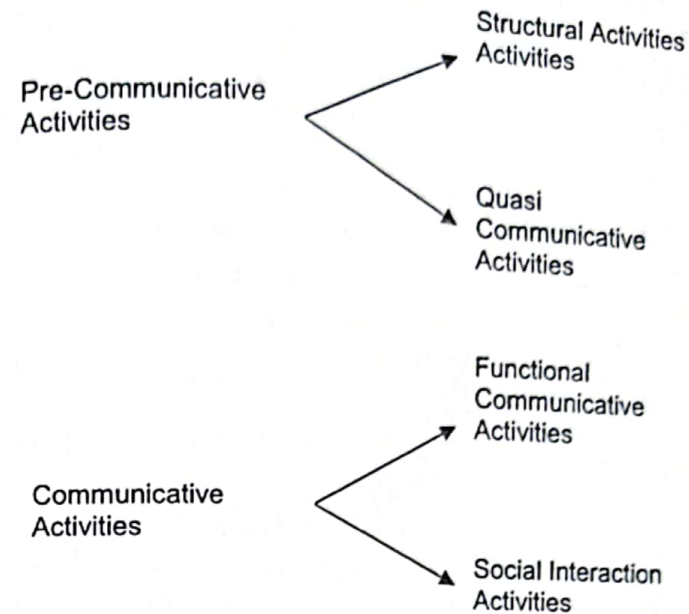 Structural Activities
Activities
Pre-Communicative
Activities
Quasi
Communicative
Activities
Functional
Communicative
Activities
Communicative
Activities
Social Interaction
Activities